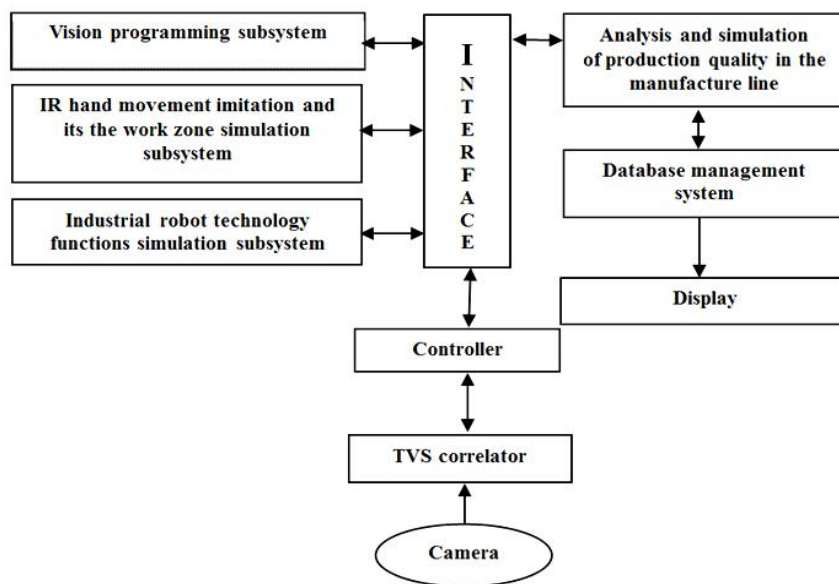 Vision programming subsystem
IR hand movement imitation and
its the work zone simulation
subsystem
Industrial robot technology
functions simulation subsystem
INTERFACE
Analysis and simulation
of production quality in the
manufacture line
Database management
system
Display
Controller
TVS correlator
Camera